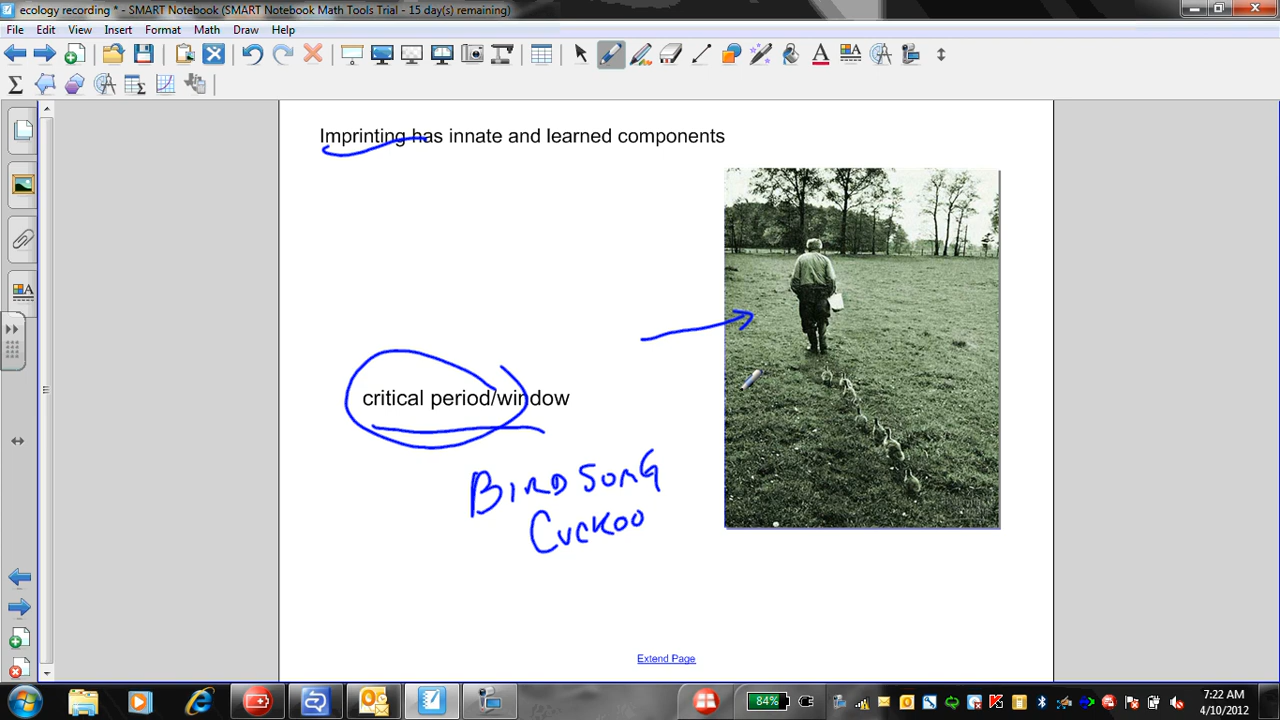 ecology recording * - SMART Notebook (SMART Notebook Math Tools Trial - 15 day(s) remaining)
File Edit View Insert Format Math Draw Help
Imprinting has innate and learned components
critical period/window
BIRD SONG
CUCKOO
Extend Page
84%
7:22 AM
4/10/2012